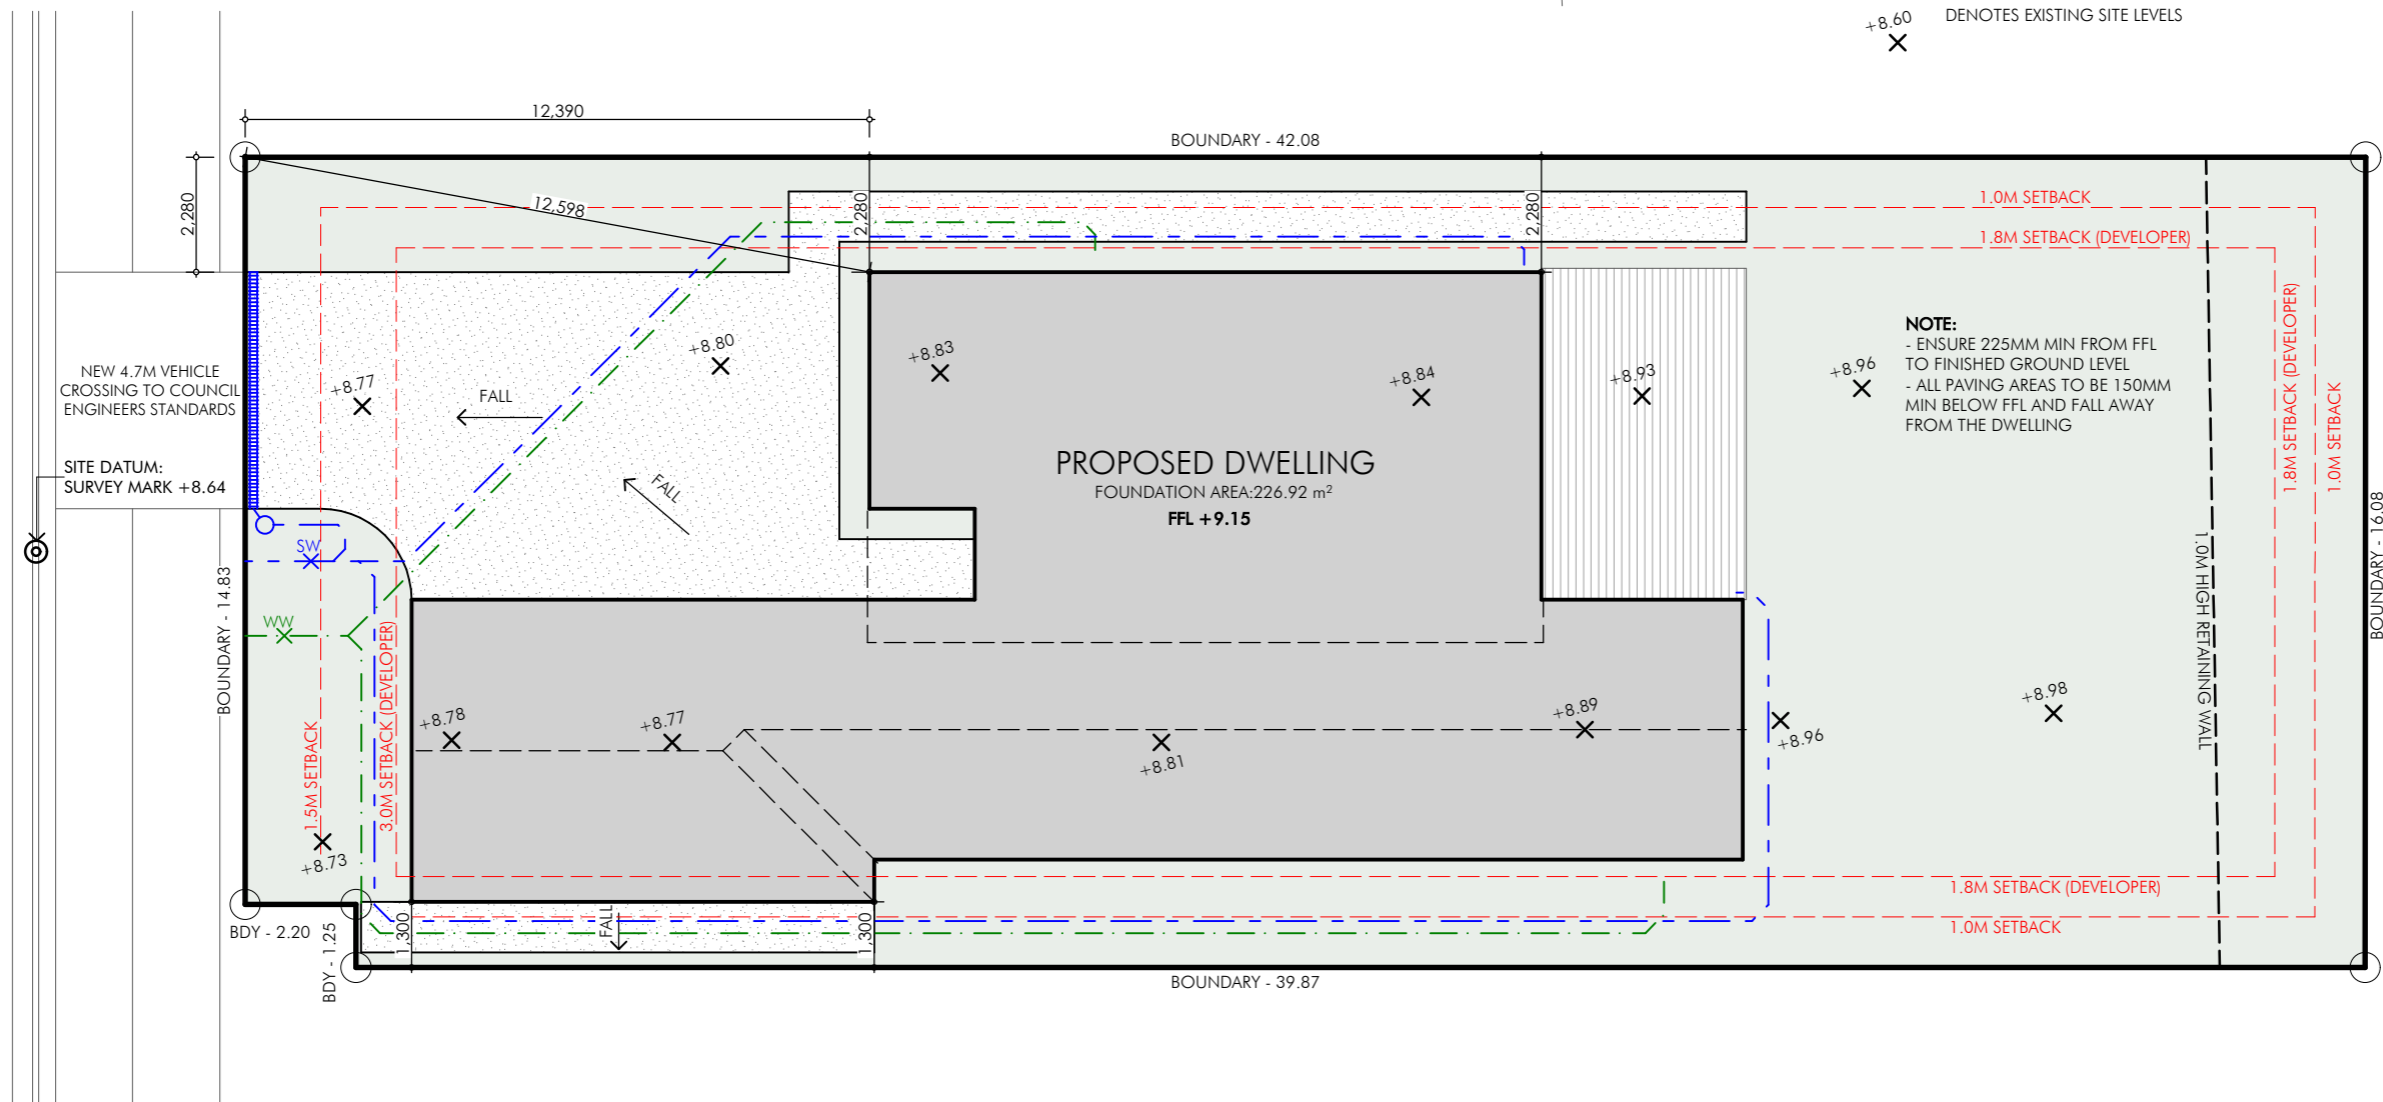 +8.60
DENOTES EXISTING SITE LEVELS
12,390
BOUNDARY - 42.08
2,280
12,598
2,280
2,280
1.0M SETBACK
1.8M SETBACK (DEVELOPER)
NEW 4.7M VEHICLE
CROSSING TO COUNCIL
ENGINEERS STANDARDS
+8.77
FALL
+8.80
+8.83
+8.84
+8.93
+8.96
NOTE:
- ENSURE 225MM MIN FROM FFL
TO FINISHED GROUND LEVEL
- ALL PAVING AREAS TO BE 150MM
MIN BELOW FFL AND FALL AWAY
FROM THE DWELLING
1.8M SETBACK (DEVELOPER)
1.0M SETBACK
SITE DATUM:
SURVEY MARK +8.64
FALL
PROPOSED DWELLING
FOUNDATION AREA:226.92 m²
FFL +9.15
SW
WW
BOUNDARY - 14.83
1.5M SETBACK
3.0M SETBACK (DEVELOPER)
1.0M HIGH RETAINING WALL
BOUNDARY - 16.08
+8.78
+8.77
+8.81
+8.89
+8.96
+8.98
+8.73
1.8M SETBACK (DEVELOPER)
1.0M SETBACK
BDY - 2.20
BDY - 1.25
1,300
FALL
1,300
BOUNDARY - 39.87